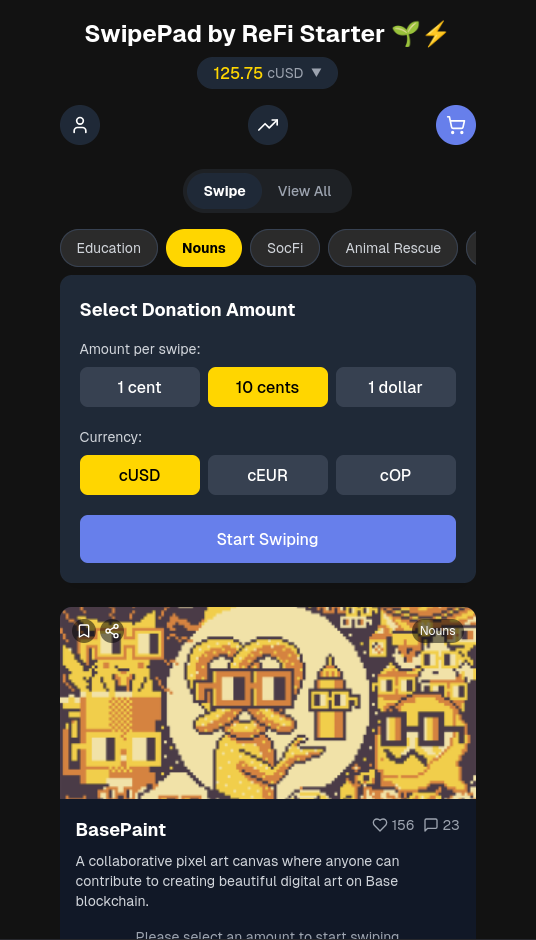 SwipePad by ReFi Starter 🌱⚡
125.75 cUSD ▼
Swipe View All
Education Nouns SocFi Animal Rescue
Select Donation Amount
Amount per swipe:
1 cent 10 cents 1 dollar
Currency:
cUSD cEUR cOP
Start Swiping
Nouns
BasePaint 156 23
A collaborative pixel art canvas where anyone can
contribute to creating beautiful digital art on Base
blockchain.
Please select an amount to start swiping